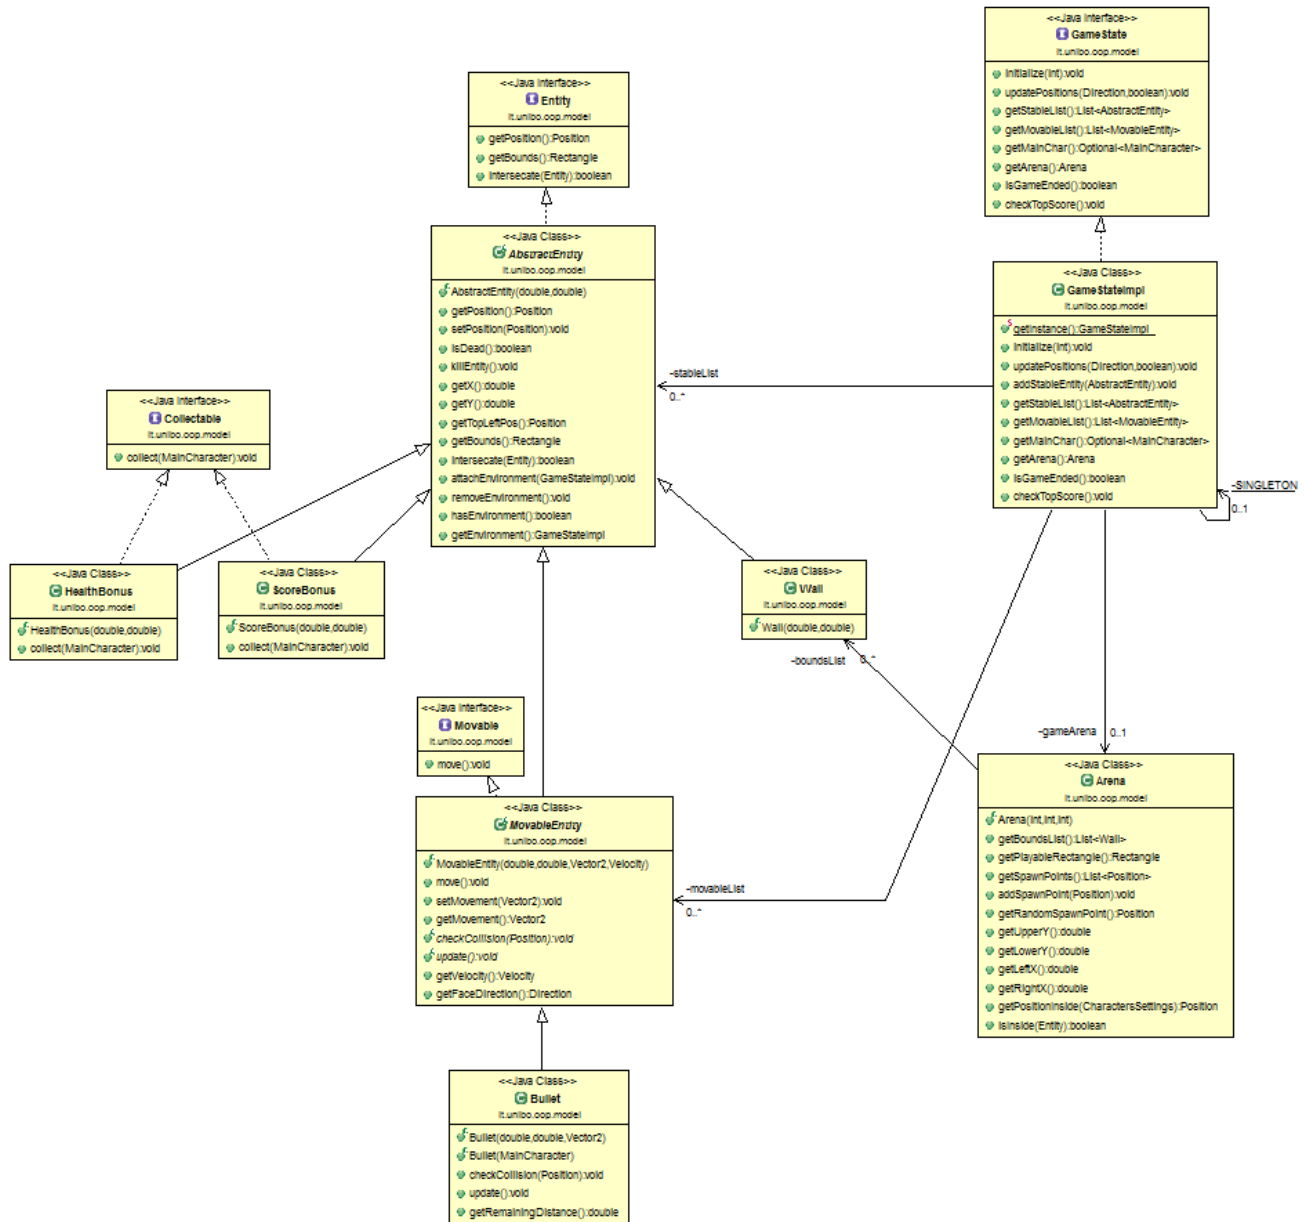 <<Java Interface>>
GameState
it.unibo.oop.model
initialize(int):void
updatePositions(Direction,boolean):void
getStableList():List<AbstractEntity>
getMovableList():List<MovableEntity>
getMainChar():Optional<MainCharacter>
getArena():Arena
isGameEnded():boolean
checkTopScore():void
<<Java Interface>>
Entity
it.unibo.oop.model
getPosition():Position
getBounds():Rectangle
intersecate(Entity):boolean
<<Java Class>>
AbstractEntity
it.unibo.oop.model
AbstractEntity(double,double)
getPosition():Position
setPosition(Position):void
isDead():boolean
killEntity():void
getX():double
getY():double
getTopLeftPos():Position
getBounds():Rectangle
intersecate(Entity):boolean
attachEnvironment(GameStateImpl):void
removeEnvironment():void
hasEnvironment():boolean
getEnvironment():GameStateImpl
<<Java Class>>
GameStateImpl
it.unibo.oop.model
getInstance():GameStateImpl
initialize(int):void
updatePositions(Direction,boolean):void
addStableEntity(AbstractEntity):void
getStableList():List<AbstractEntity>
getMovableList():List<MovableEntity>
getMainChar():Optional<MainCharacter>
getArena():Arena
isGameEnded():boolean
checkTopScore():void
-stableList
0..*
-SINGLETON
0..1
<<Java Interface>>
Collectable
it.unibo.oop.model
collect(MainCharacter):void
<<Java Class>>
HealthBonus
it.unibo.oop.model
HealthBonus(double,double)
collect(MainCharacter):void
<<Java Class>>
ScoreBonus
it.unibo.oop.model
ScoreBonus(double,double)
collect(MainCharacter):void
<<Java Class>>
Wall
it.unibo.oop.model
Wall(double,double)
-boundsList
0..*
<<Java Interface>>
Movable
it.unibo.oop.model
move():void
-gameArena
0..1
<<Java Class>>
MovableEntity
it.unibo.oop.model
MovableEntity(double,double,Vector2,Velocity)
move():void
setMovement(Vector2):void
getMovement():Vector2
checkCollision(Position):void
update():void
getVelocity():Velocity
getFaceDirection():Direction
-movableList
0..*
<<Java Class>>
Arena
it.unibo.oop.model
Arena(int,int,int)
getBoundsList():List<Wall>
getPlayableRectangle():Rectangle
getSpawnPoints():List<Position>
addSpawnPoint(Position):void
getRandomSpawnPoint():Position
getUpperY():double
getLowerY():double
getLeftX():double
getRightX():double
getPositionInside(CharactersSettings):Position
isInside(Entity):boolean
<<Java Class>>
Bullet
it.unibo.oop.model
Bullet(double,double,Vector2)
Bullet(MainCharacter)
checkCollision(Position):void
update():void
getRemainingDistance():double